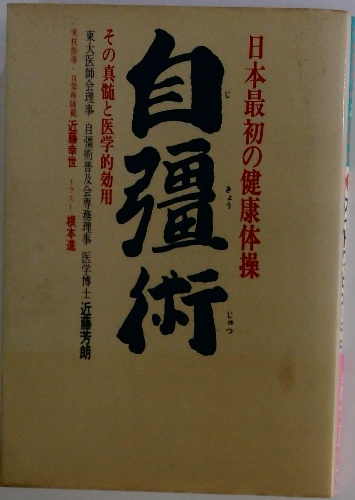 日本最初の健康体操
自彊術
じ
きょう
じゅつ
その真髄と医学的効用
東大医師会理事 自彊術普及会専務理事 医学博士 近藤芳朗
実技指導・自彊術師範 近藤幸世 イラスト 根本進